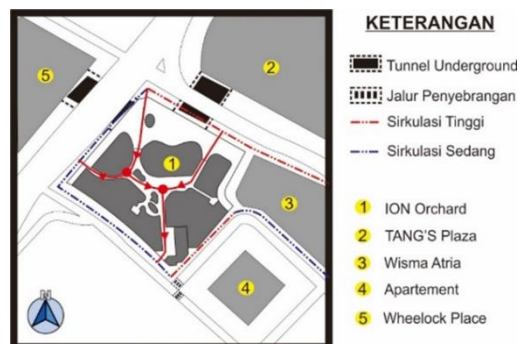 KETERANGAN
Tunnel Underground
Jalur Penyebrangan
Sirkulasi Tinggi
Sirkulasi Sedang
1 ION Orchard
2 TANG'S Plaza
3 Wisma Atria
4 Apartement
5 Wheelock Place
5
2
1
3
4